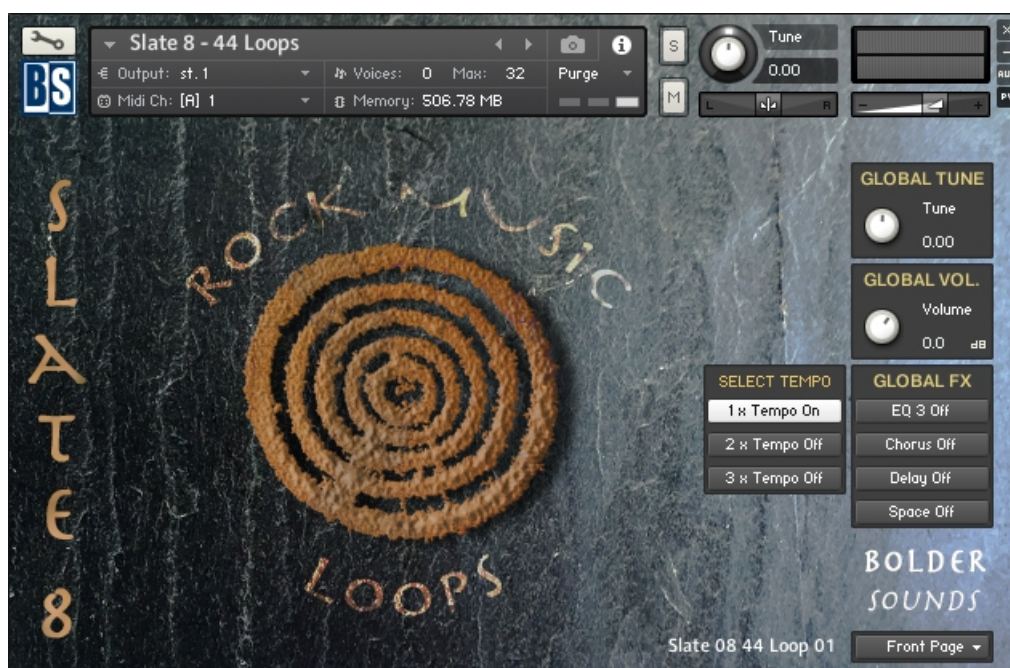 Slate 8 - 44 Loops
i
S
Tune
0.00
Output: st. 1
Voices: 0 Max: 32
Purge
Midi Ch: [A] 1
Memory: 506.78 MB
M
L R
- +
BS
SLATE 8
ROCK MUSIC
LOOPS
GLOBAL TUNE
Tune
0.00
GLOBAL VOL.
Volume
0.0 dB
SELECT TEMPO
1 x Tempo On
2 x Tempo Off
3 x Tempo Off
GLOBAL FX
EQ 3 Off
Chorus Off
Delay Off
Space Off
BOLDER
SOUNDS
Slate 08 44 Loop 01
Front Page